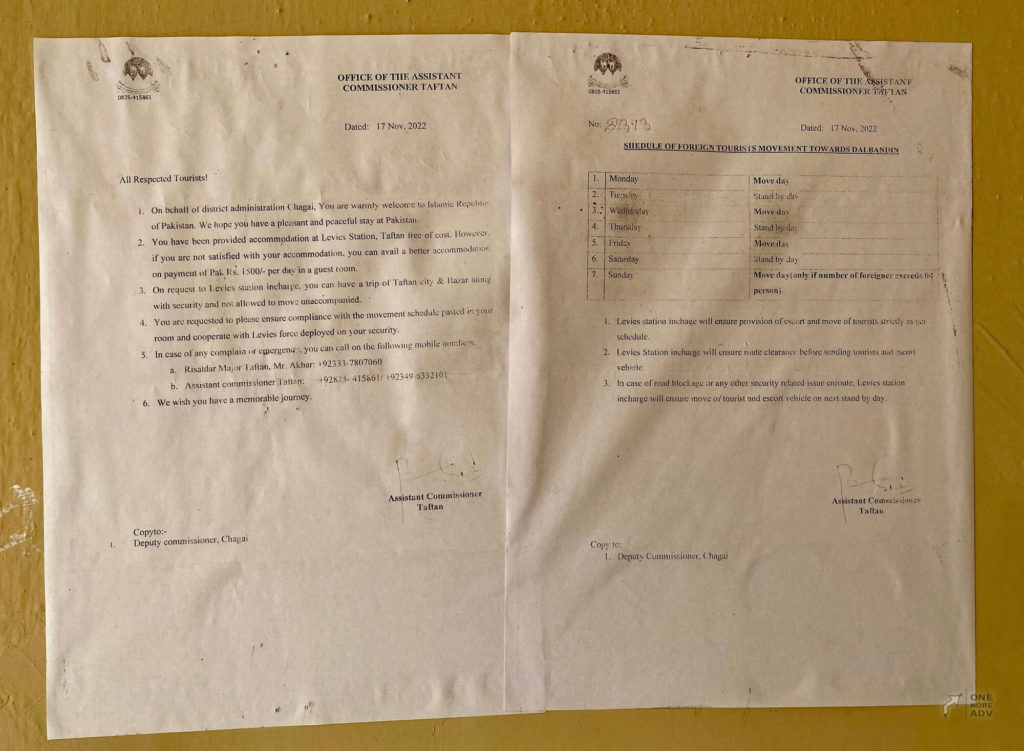 0825-415861
OFFICE OF THE ASSISTANT
COMMISSIONER TAFTAN
Dated: 17 Nov, 2022
All Respected Tourists!
1. On behalf of district administration Chagai, You are warmly welcome to Islamic Republic
of Pakistan. We hope you have a pleasant and peaceful stay at Pakistan.
2. You have been provided accommodation at Levies Station, Taftan free of cost. However,
if you are not satisfied with your accommodation, you can avail a better accommodation
on payment of Pak Rs. 1500/- per day in a guest room.
3. On request to Levies station incharge, you can have a trip of Taftan city & Bazar along
with security and not allowed to move unaccompanied.
4. You are requested to please ensure compliance with the movement schedule pasted in your
room and cooperate with Levies force deployed on your security.
5. In case of any complain or emergency, you can call on the following mobile numbers;
a. Risaldar Major Taftan, Mr. Akbar: +92333-7807060
b. Assistant commissioner Taftan: +92825- 415861/ +92349-6332101
6. We wish you have a memorable journey.
Assistant Commissioner
Taftan
Copyto:-
1. Deputy commissioner, Chagai
0825-415861
OFFICE OF THE ASSISTANT
COMMISSIONER TAFTAN
No:
Dated: 17 Nov, 2022
SHEDULE OF FOREIGN TOURISTS MOVEMENT TOWARDS DALBANDIN
1. Monday Move day
2. Tuesday Stand by day
3. Wednesday Move day
4. Thursday Stand by day
5. Friday Move day
6. Saturday Stand by day
7. Sunday Move day(only if number of foreigner exceeds 04
person)
1. Levies station inchage will ensure provision of escort and move of tourists strictly as per
schedule.
2. Levies Station incharge will ensure route clearance before sending tourists and escort
vehicle.
3. In case of road blockage or any other security related issue enroute, Levies station
incharge will ensure move of tourist and escort vehicle on next stand by day.
Assistant Commissioner
Taftan
Copy to:
1. Deputy Commissioner, Chagai
ONE
MORE
ADV